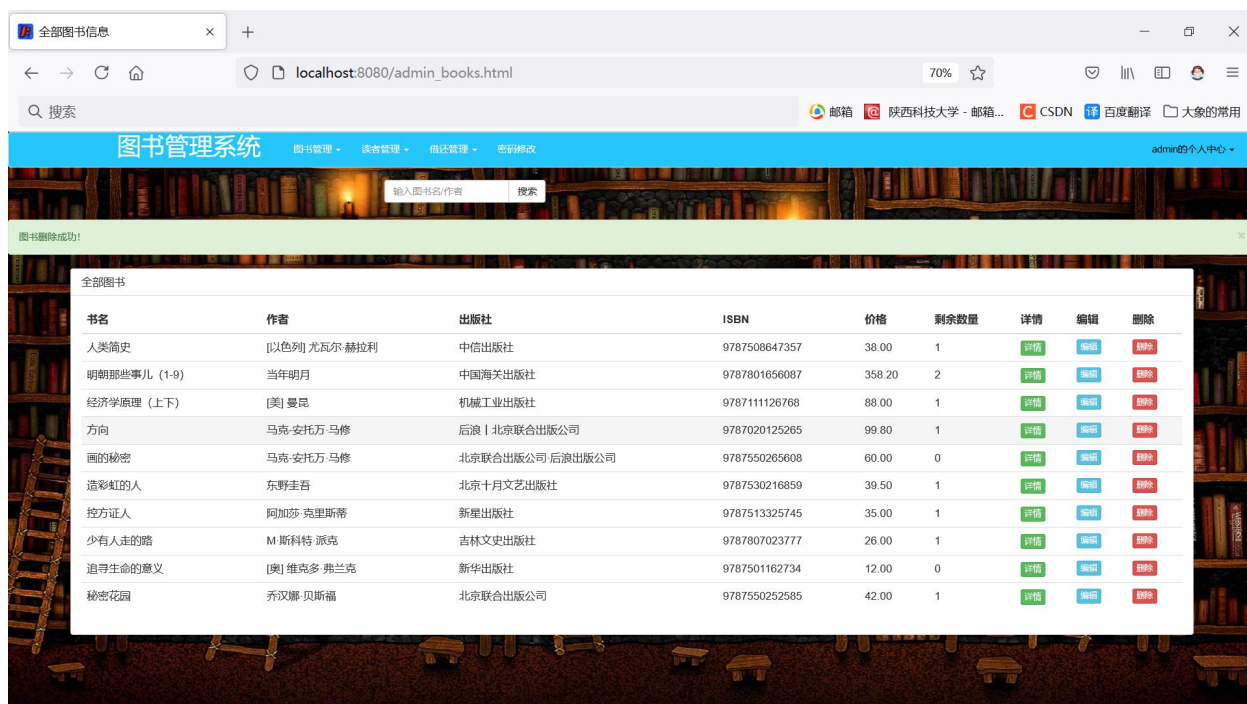 全部图书信息
localhost:8080/admin_books.html 70%
搜索 邮箱 陕西科技大学 - 邮箱... CSDN 译 百度翻译 大象的常用
图书管理系统 图书管理 读者管理 借还管理 密码修改 admin的个人中心
输入图书名/作者 搜索
图书删除成功! ×
全部图书
书名 作者 出版社 ISBN 价格 剩余数量 详情 编辑 删除
人类简史 [以色列] 尤瓦尔·赫拉利 中信出版社 9787508647357 38.00 1 详情 编辑 删除
明朝那些事儿（1-9） 当年明月 中国海关出版社 9787801656087 358.20 2 详情 编辑 删除
经济学原理（上下） [美] 曼昆 机械工业出版社 9787111126768 88.00 1 详情 编辑 删除
方向 马克-安托万·马修 后浪丨北京联合出版公司 9787020125265 99.80 1 详情 编辑 删除
画的秘密 马克-安托万·马修 北京联合出版公司·后浪出版公司 9787550265608 60.00 0 详情 编辑 删除
造彩虹的人 东野圭吾 北京十月文艺出版社 9787530216859 39.50 1 详情 编辑 删除
控方证人 阿加莎·克里斯蒂 新星出版社 9787513325745 35.00 1 详情 编辑 删除
少有人走的路 M·斯科特·派克 吉林文史出版社 9787807023777 26.00 1 详情 编辑 删除
追寻生命的意义 [奥] 维克多·弗兰克 新华出版社 9787501162734 12.00 0 详情 编辑 删除
秘密花园 乔汉娜·贝斯福 北京联合出版公司 9787550252585 42.00 1 详情 编辑 删除